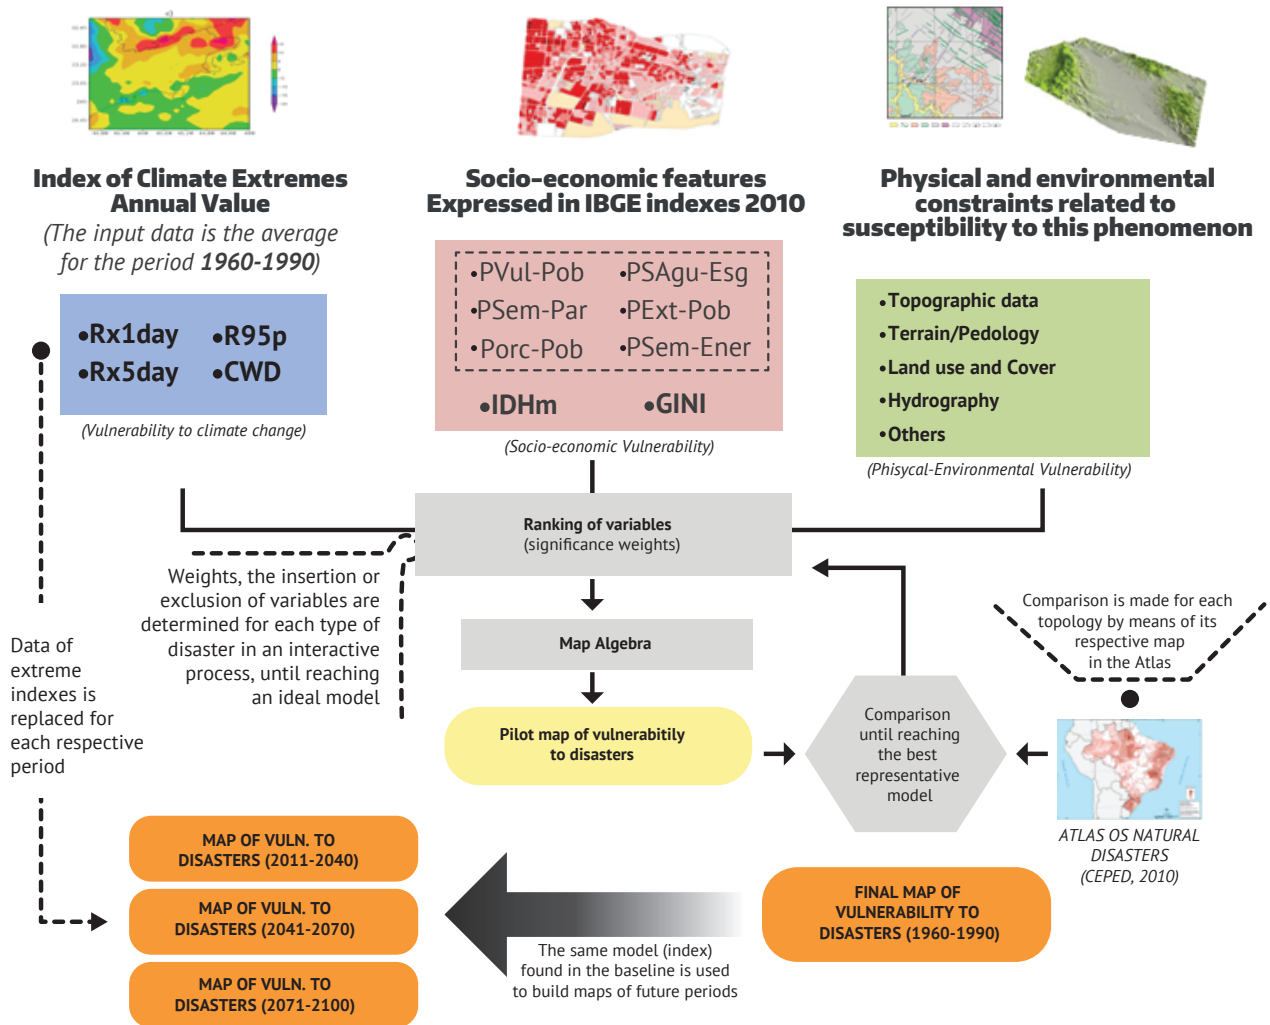 Index of Climate Extremes
Annual Value
(The input data is the average
for the period 1960-1990)
•Rx1day
•R95p
•Rx5day
•CWD
(Vulnerability to climate change)
Socio-economic features
Expressed in IBGE indexes 2010
•PVul-Pob
•PSAgu-Esg
•PSem-Par
•PExt-Pob
•Porc-Pob
•PSem-Ener
•IDHm
•GINI
(Socio-economic Vulnerability)
Physical and environmental
constraints related to
susceptibility to this phenomenon
•Topographic data
•Terrain/Pedology
•Land use and Cover
•Hydrography
•Others
(Phisycal-Environmental Vulnerability)
Ranking of variables
(significance weights)
Weights, the insertion or
exclusion of variables are
determined for each type of
disaster in an interactive
process, until reaching
an ideal model
Map Algebra
Pilot map of vulnerabitily
to disasters
Comparison
until reaching
the best
representative
model
Comparison is made for each
topology by means of its
respective map
in the Atlas
ATLAS OS NATURAL
DISASTERS
(CEPED, 2010)
Data of
extreme
indexes is
replaced for
each respective
period
MAP OF VULN. TO
DISASTERS (2011-2040)
MAP OF VULN. TO
DISASTERS (2041-2070)
MAP OF VULN. TO
DISASTERS (2071-2100)
The same model (index)
found in the baseline is used
to build maps of future periods
FINAL MAP OF
VULNERABILITY TO
DISASTERS (1960-1990)